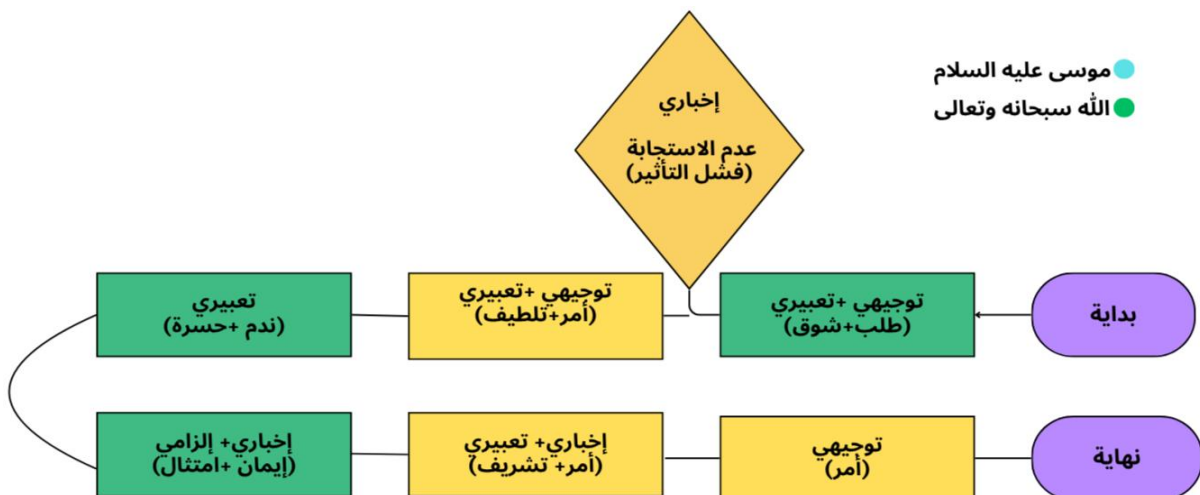 موسى عليه السلام
الله سبحانه وتعالى
إخباري
عدم الاستجابة
(فشل التأثير)
بداية
توجيهي +تعبيري
(طلب+شوق)
توجيهي +تعبيري
(أمر+تلطيف)
تعبيري
(ندم +حسرة)
إخباري+ إلزامي
(إيمان +امتثال)
إخباري+ تعبيري
(أمر+ تشريف)
توجيهي
(أمر)
نهاية